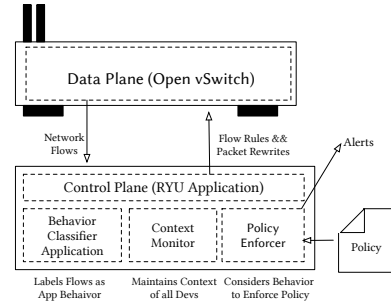 Data Plane (Open vSwitch)
Network
Flows
Flow Rules &&
Packet Rewrites
Alerts
Control Plane (RYU Application)
Behavior
Classifier
Application
Context
Monitor
Policy
Enforcer
Policy
Labels Flows as
App Behaivor
Maintains Context
of all Devs
Considers Behavior
to Enforce Policy